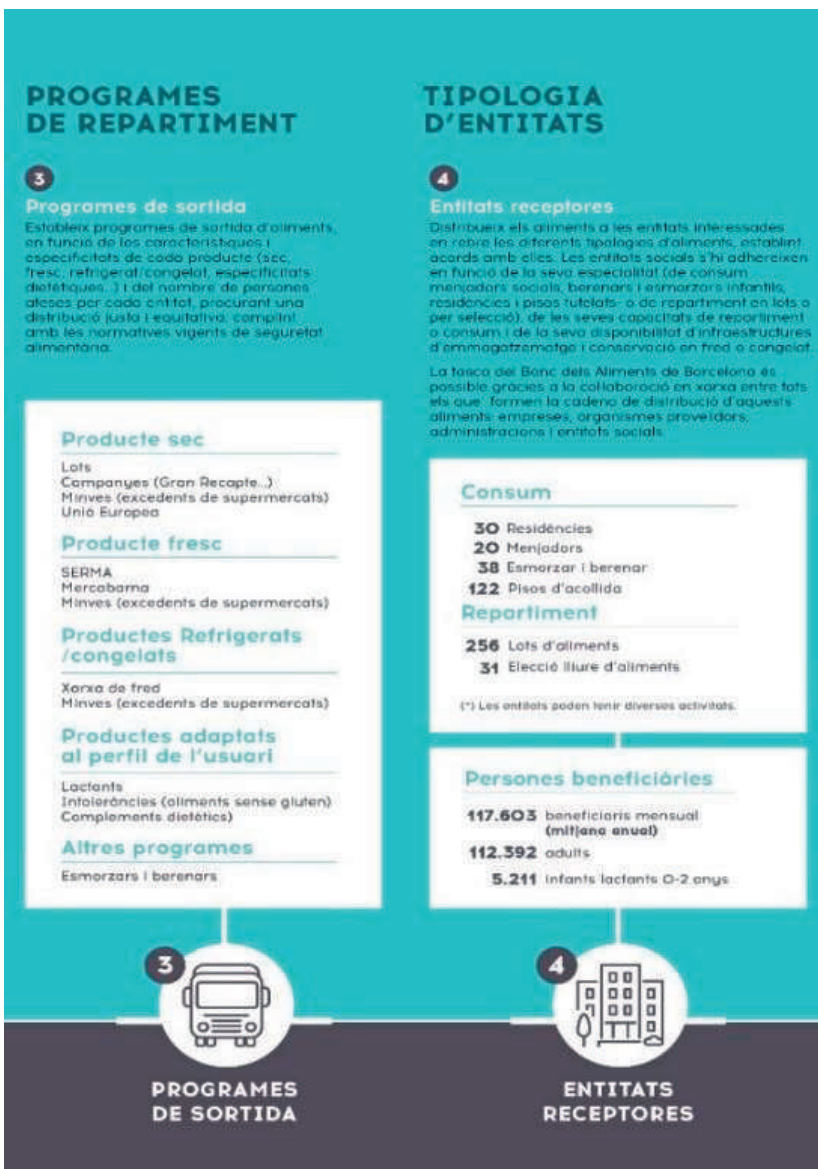 PROGRAMES
DE REPARTIMENT
3
Programes de sortida
Estableix programes de sortida d'aliments,
en funció de les característiques i
especificitats de cada producte (sec,
fresc, refrigerat/congelat, especificitats
dietètiques...) i del nombre de persones
ateses per cada entitat, procurant una
distribució justa i equitativa, complint
amb les normatives vigents de seguretat
alimentària.
Producte sec
Lots
Campanyes (Gran Recapte...)
Minves (excedents de supermercats)
Unió Europea
Producte fresc
SERMA
Mercabarna
Minves (excedents de supermercats)
Productes Refrigerats
/congelats
Xarxa de fred
Minves (excedents de supermercats)
Productes adaptats
al perfil de l'usuari
Lactants
Intoleràncies (aliments sense gluten)
Complements dietètics)
Altres programes
Esmorzars i berenars
3
PROGRAMES
DE SORTIDA
TIPOLOGIA
D'ENTITATS
4
Entitats receptores
Distribueix els aliments a les entitats interessades
en rebre les diferents tipologies d'aliments, establint
acords amb elles. Les entitats socials s'hi adhereixen
en funció de la seva especialitat (de consum
menjadors socials, berenars i esmorzars infantils,
residències i pisos tutelats- o de repartiment en lots o
per selecció), de les seves capacitats de repartiment
o consum i de la seva disponibilitat d'infraestructures
d'emmagatzematge i conservació en fred o congelat.
La tasca del Banc dels Aliments de Barcelona és
possible gràcies a la col·laboració en xarxa entre tots
els que formen la cadena de distribució d'aquests
aliments: empreses, organismes proveïdors,
administracions i entitats socials.
Consum
30 Residències
20 Menjadors
38 Esmorzar i berenar
122 Pisos d'acollida
Repartiment
256 Lots d'aliments
31 Elecció lliure d'aliments
(*) Les entitats poden tenir diverses activitats.
Persones beneficiàries
117.603 beneficiaris mensual
(mitjana anual)
112.392 adults
5.211 infants lactants 0-2 anys
4
ENTITATS
RECEPTORES